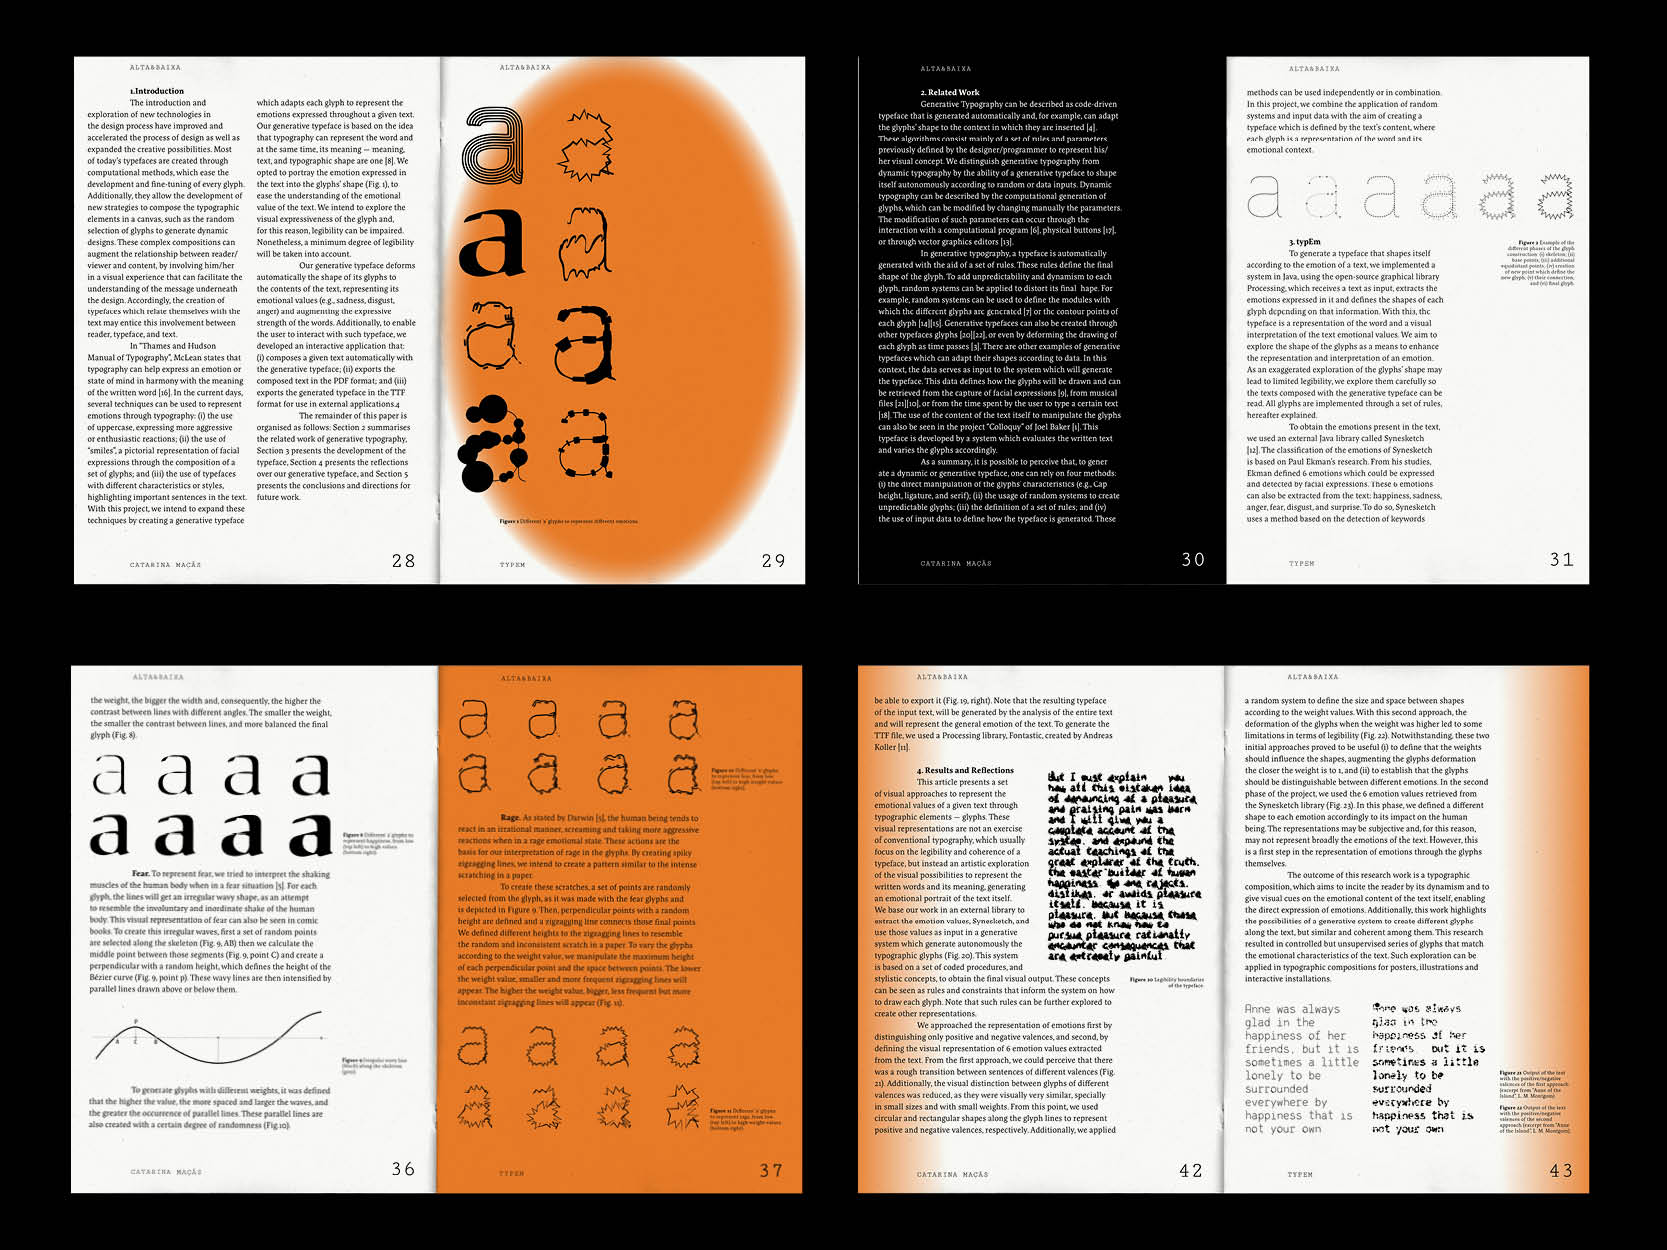 ALTA&BAIXA
1.Introduction
The introduction and
exploration of new technologies in
the design process have improved and
accelerated the process of design as well as
expanded the creative possibilities. Most
of today's typefaces are created through
computational methods, which ease the
development and fine-tuning of every glyph.
Additionally, they allow the development of
new strategies to compose the typographic
elements in a canvas, such as the random
selection of glyphs to generate dynamic
designs. These complex compositions can
augment the relationship between reader/
viewer and content, by involving him/her
in a visual experience that can facilitate the
understanding of the message underneath
the design. Accordingly, the creation of
typefaces which relate themselves with the
text may entice this involvement between
reader, typeface, and text.
In "Thames and Hudson
Manual of Typography", McLean states that
typography can help express an emotion or
state of mind in harmony with the meaning
of the written word [16]. In the current days,
several techniques can be used to represent
emotions through typography: (i) the use
of uppercase, expressing more aggressive
or enthusiastic reactions; (ii) the use of
"smiles", a pictorial representation of facial
expressions through the composition of a
set of glyphs; and (iii) the use of typefaces
with different characteristics or styles,
highlighting important sentences in the text.
With this project, we intend to expand these
techniques by creating a generative typeface
which adapts each glyph to represent the
emotions expressed throughout a given text.
Our generative typeface is based on the idea
that typography can represent the word and
at the same time, its meaning — meaning,
text, and typographic shape are one [8]. We
opted to portray the emotion expressed in
the text into the glyphs' shape (Fig. 1), to
ease the understanding of the emotional
value of the text. We intend to explore the
visual expressiveness of the glyph and,
for this reason, legibility can be impaired.
Nonetheless, a minimum degree of legibility
will be taken into account.
Our generative typeface deforms
automatically the shape of its glyphs to
the contents of the text, representing its
emotional values (e.g., sadness, disgust,
anger) and augmenting the expressive
strength of the words. Additionally, to enable
the user to interact with such typeface, we
developed an interactive application that:
(i) composes a given text automatically with
the generative typeface; (ii) exports the
composed text in the PDF format; and (iii)
exports the generated typeface in the TTF
format for use in external applications.4
The remainder of this paper is
organised as follows: Section 2 summarises
the related work of generative typography,
Section 3 presents the development of the
typeface, Section 4 presents the reflections
over our generative typeface, and Section 5
presents the conclusions and directions for
future work.
CATARINA MAÇÃS
28
ALTA&BAIXA
a a
a a
a a
a a
Figure 1 Different 'a' glyphs to represent different emotions.
TYPEM
29
ALTA&BAIXA
2. Related Work
Generative Typography can be described as code-driven
typeface that is generated automatically and, for example, can adapt
the glyphs' shape to the context in which they are inserted [4].
These algorithms consist mainly of a set of rules and parameters
previously defined by the designer/programmer to represent his/
her visual concept. We distinguish generative typography from
dynamic typography by the ability of a generative typeface to shape
itself autonomously according to random or data inputs. Dynamic
typography can be described by the computational generation of
glyphs, which can be modified by changing manually the parameters.
The modification of such parameters can occur through the
interaction with a computational program [6], physical buttons [17],
or through vector graphics editors [13].
In generative typography, a typeface is automatically
generated with the aid of a set of rules. These rules define the final
shape of the glyph. To add unpredictability and dynamism to each
glyph, random systems can be applied to distort its final hape. For
example, random systems can be used to define the modules with
which the different glyphs are generated [7] or the contour points of
each glyph [14][15]. Generative typefaces can also be created through
other typefaces glyphs [20][22], or even by deforming the drawing of
each glyph as time passes [3]. There are other examples of generative
typefaces which can adapt their shapes according to data. In this
context, the data serves as input to the system which will generate
the typeface. This data defines how the glyphs will be drawn and can
be retrieved from the capture of facial expressions [9], from musical
files [21][10], or from the time spent by the user to type a certain text
[18]. The use of the content of the text itself to manipulate the glyphs
can also be seen in the project "Colloquy" of Joel Baker [1]. This
typeface is developed by a system which evaluates the written text
and varies the glyphs accordingly.
As a summary, it is possible to perceive that, to gener
ate a dynamic or generative typeface, one can rely on four methods:
(i) the direct manipulation of the glyphs' characteristics (e.g., Cap
height, ligature, and serif); (ii) the usage of random systems to create
unpredictable glyphs; (iii) the definition of a set of rules; and (iv)
the use of input data to define how the typeface is generated. These
CATARINA MAÇÃS
30
ALTA&BAIXA
methods can be used independently or in combination.
In this project, we combine the application of random
systems and input data with the aim of creating a
typeface which is defined by the text's content, where
each glyph is a representation of the word and its
emotional context.
a a a a a a
Figure 2 Example of the
different phases of the glyph
construction: (i) skeleton; (ii)
base points; (iii) additional
equidistant points; (iv) creation
of new point which define the
new glyph; (v) their connection,
and (vi) final glyph.
3. typEm
To generate a typeface that shapes itself
according to the emotion of a text, we implemented a
system in Java, using the open-source graphical library
Processing, which receives a text as input, extracts the
emotions expressed in it and defines the shapes of each
glyph depending on that information. With this, the
typeface is a representation of the word and a visual
interpretation of the text emotional values. We aim to
explore the shape of the glyphs as a means to enhance
the representation and interpretation of an emotion.
As an exaggerated exploration of the glyphs' shape may
lead to limited legibility, we explore them carefully so
the texts composed with the generative typeface can be
read. All glyphs are implemented through a set of rules,
hereafter explained.
To obtain the emotions present in the text,
we used an external Java library called Synesketch
[12]. The classification of the emotions of Synesketch
is based on Paul Ekman's research. From his studies,
Ekman defined 6 emotions which could be expressed
and detected by facial expressions. These 6 emotions
can also be extracted from the text: happiness, sadness,
anger, fear, disgust, and surprise. To do so, Synesketch
uses a method based on the detection of keywords
TYPEM
31
ALTA&BAIXA
the weight, the bigger the width and, consequently, the higher the
contrast between lines with different angles. The smaller the weight,
the smaller the contrast between lines, and more balanced the final
glyph (Fig. 8).
a a a a
a a a a
Figure 8 Different 'a' glyphs to
represent happiness, from low
(top left) to high values
(bottom right).
Fear. To represent fear, we tried to interpret the shaking
muscles of the human body when in a fear situation [5]. For each
glyph, the lines will get an irregular wavy shape, as an attempt
to resemble the involuntary and inordinate shake of the human
body. This visual representation of fear can also be seen in comic
books. To create this irregular waves, first a set of random points
are selected along the skeleton (Fig. 9, AB) then we calculate the
middle point between those segments (Fig. 9, point C) and create a
perpendicular with a random height, which defines the height of the
Bézier curve (Fig. 9, point p). These wavy lines are then intensified by
parallel lines drawn above or below them.
P
A C B
Figure 9 Irregular wavy line
(black) along the skeleton
(grey).
To generate glyphs with different weights, it was defined
that the higher the value, the more spaced and larger the waves, and
the greater the occurrence of parallel lines. These parallel lines are
also created with a certain degree of randomness (Fig.10).
CATARINA MAÇÃS
36
ALTA&BAIXA
a a a a
a a a a
Figure 10 Different 'a' glyphs
to represent fear, from low
(top left) to high weight values
(bottom right).
Rage. As stated by Darwin [5], the human being tends to
react in an irrational manner, screaming and taking more aggressive
reactions when in a rage emotional state. These actions are the
basis for our interpretation of rage in the glyphs. By creating spiky
zigzagging lines, we intend to create a pattern similar to the intense
scratching in a paper.
To create these scratches, a set of points are randomly
selected from the glyph, as it was made with the fear glyphs and
is depicted in Figure 9. Then, perpendicular points with a random
height are defined and a zigzagging line connects those final points
We defined different heights to the zigzagging lines to resemble
the random and inconsistent scratch in a paper. To vary the glyphs
according to the weight value, we manipulate the maximum height
of each perpendicular point and the space between points. The lower
the weight value, smaller and more frequent zigzagging lines will
appear. The higher the weight value, bigger, less frequent but more
inconstant zigzagging lines will appear (Fig. 11).
a a a a
a a a a
Figure 11 Different 'a' glyphs
to represent rage, from low
(top left) to high weight values
(bottom right).
TYPEM
37
ALTA&BAIXA
be able to export it (Fig. 19, right). Note that the resulting typeface
of the input text, will be generated by the analysis of the entire text
and will represent the general emotion of the text. To generate the
TTF file, we used a Processing library, Fontastic, created by Andreas
Koller [11].
4. Results and Reflections
This article presents a set
of visual approaches to represent the
emotional values of a given text through
typographic elements — glyphs. These
visual representations are not an exercise
of conventional typography, which usually
focus on the legibility and coherence of a
typeface, but instead an artistic exploration
of the visual possibilities to represent the
written words and its meaning, generating
an emotional portrait of the text itself.
We base our work in an external library to
extract the emotion values, Synesketch, and
use those values as input in a generative
system which generate autonomously the
typographic glyphs (Fig. 20). This system
is based on a set of coded procedures, and
stylistic concepts, to obtain the final visual output. These concepts
can be seen as rules and constraints that inform the system on how
to draw each glyph. Note that such rules can be further explored to
create other representations.
We approached the representation of emotions first by
distinguishing only positive and negative valences, and second, by
defining the visual representation of 6 emotion values extracted
from the text. From the first approach, we could perceive that there
was a rough transition between sentences of different valences (Fig.
21). Additionally, the visual distinction between glyphs of different
valences was reduced, as they were visually very similar, specially
in small sizes and with small weights. From this point, we used
circular and rectangular shapes along the glyph lines to represent
positive and negative valences, respectively. Additionally, we applied
But I must explain you
how all this mistaken idea
of denouncing of a pleasure
and praising pain was born
and I will give you a
complete account of the
system, and expound the
actual teachings of the
great explorer of the truth,
the master builder of human
happiness. No one rejects,
dislikes, or avoids pleasure
itself, because it is
pleasure, but because those
who do not know how to
pursue pleasure rationally
encounter consequences that
are extremely painful
Figure 20 Legibility boundaries
of the typeface.
CATARINA MAÇÃS
42
ALTA&BAIXA
a random system to define the size and space between shapes
according to the weight values. With this second approach, the
deformation of the glyphs when the weight was higher led to some
limitations in terms of legibility (Fig. 22). Notwithstanding, these two
initial approaches proved to be useful (i) to define that the weights
should influence the shapes, augmenting the glyphs deformation
the closer the weight is to 1, and (ii) to establish that the glyphs
should be distinguishable between different emotions. In the second
phase of the project, we used the 6 emotion values retrieved from
the Synesketch library (Fig. 23). In this phase, we defined a different
shape to each emotion accordingly to its impact on the human
being. The representations may be subjective and, for this reason,
may not represent broadly the emotions of the text. However, this
is a first step in the representation of emotions through the glyphs
themselves.
The outcome of this research work is a typographic
composition, which aims to incite the reader by its dynamism and to
give visual cues on the emotional content of the text itself, enabling
the direct expression of emotions. Additionally, this work highlights
the possibilities of a generative system to create different glyphs
along the text, but similar and coherent among them. This research
resulted in controlled but unsupervised series of glyphs that match
the emotional characteristics of the text. Such exploration can be
applied in typographic compositions for posters, illustrations and
interactive installations.
Anne was always
glad in the
happiness of her
friends, but it is
sometimes a little
lonely to be
surrounded
everywhere by
happiness that is
not your own
Anne was always
glad in the
happiness of her
friends, but it is
sometimes a little
lonely to be
surrounded
everywhere by
happiness that is
not your own
Figure 21 Output of the text
with the positive/negative
valences of the first approach
(excerpt from "Anne of the
Island", L. M. Montgom).
Figure 22 Output of the text
with the positive/negative
valences of the second
approach (excerpt from "Anne
of the Island", L. M. Montgom).
TYPEM
43